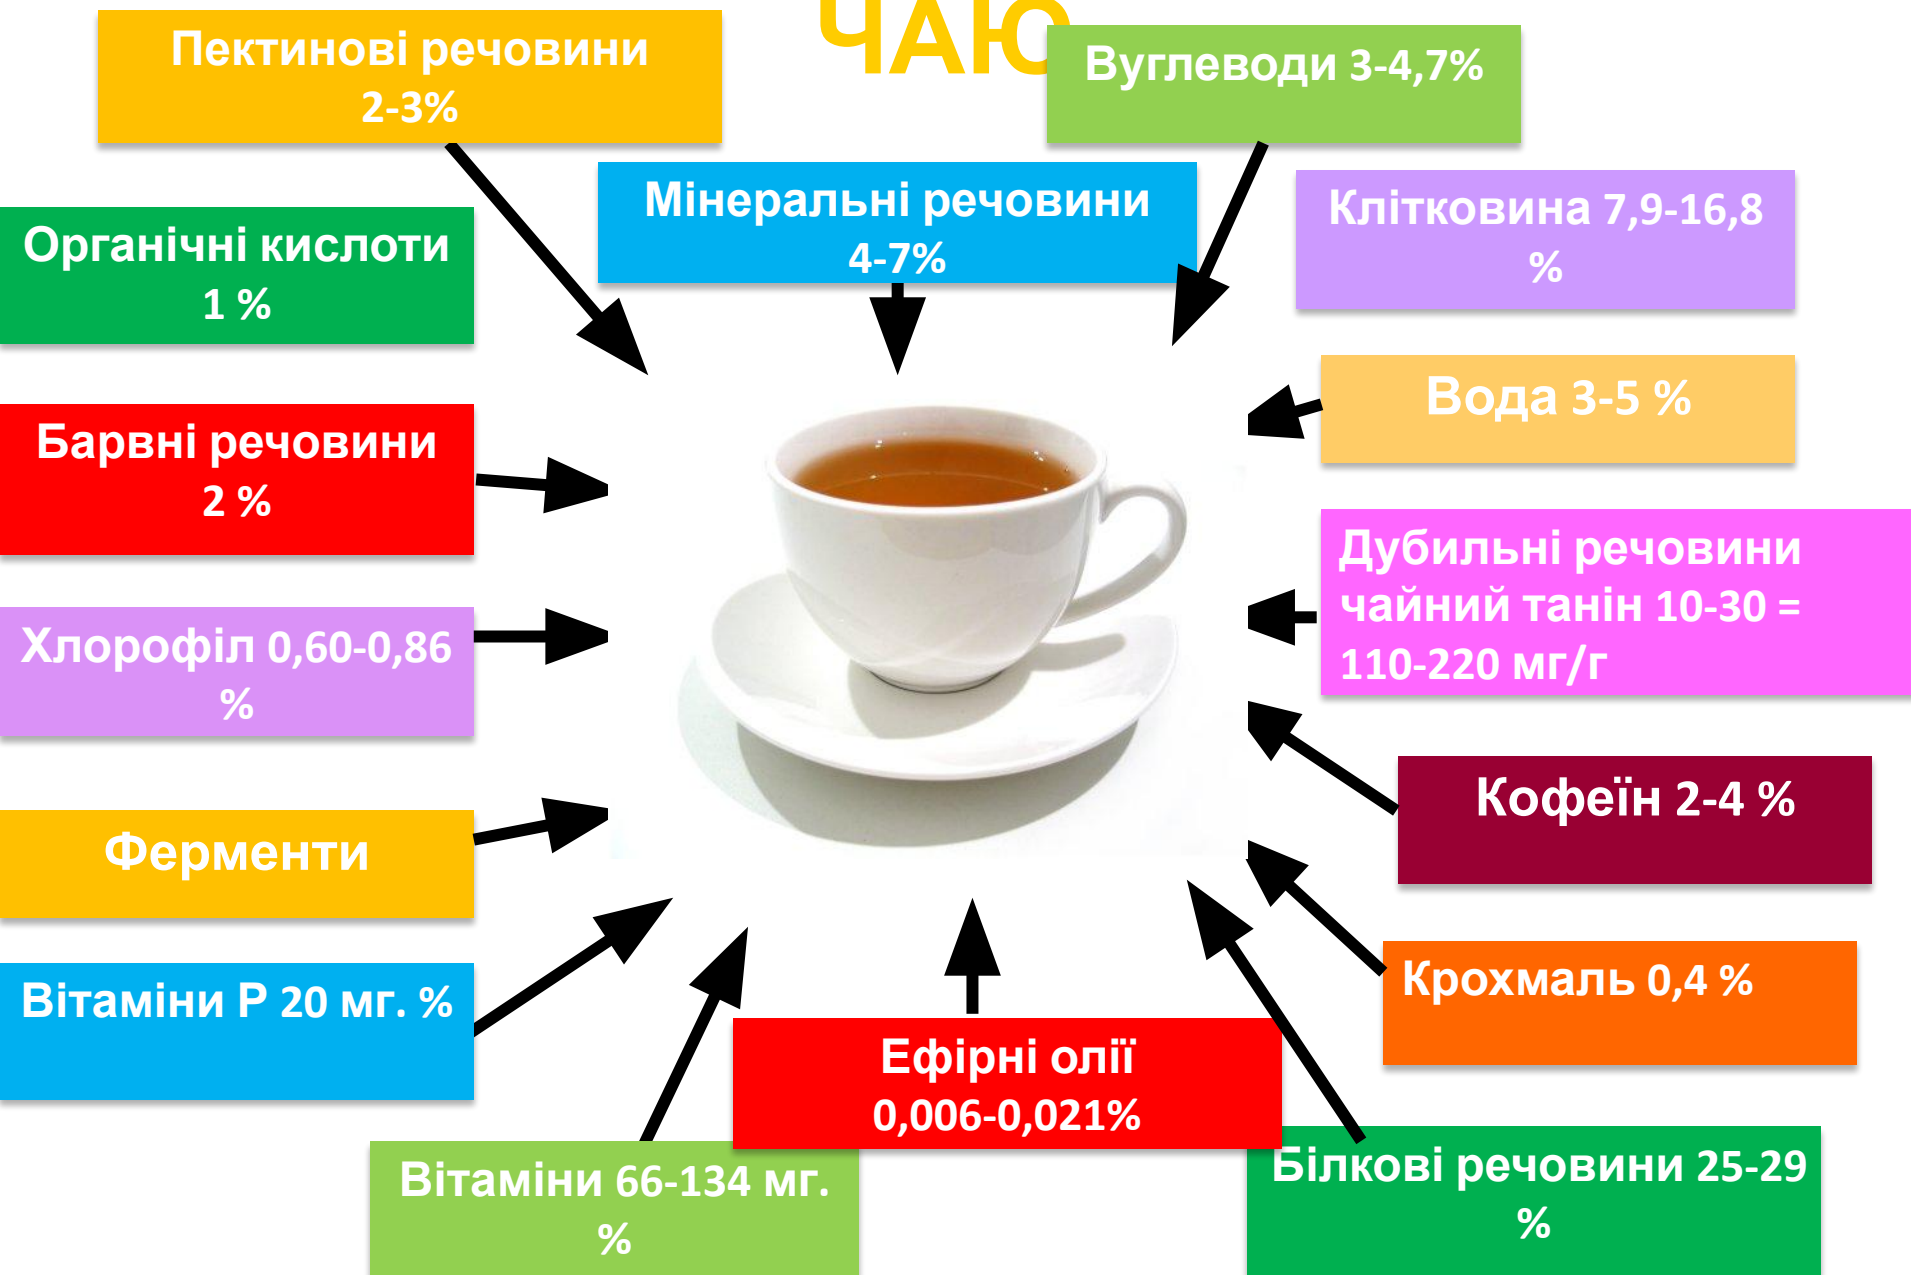 ЧАЮ
Пектинові речовини
2-3%
Вуглеводи 3-4,7%
Мінеральні речовини
4-7%
Клітковина 7,9-16,8
%
Органічні кислоти
1 %
Вода 3-5 %
Барвні речовини
2 %
Дубильні речовини
чайний танін 10-30 =
110-220 мг/г
Хлорофіл 0,60-0,86
%
Кофеїн 2-4 %
Ферменти
Крохмаль 0,4 %
Вітаміни Р 20 мг. %
Ефірні олії
0,006-0,021%
Вітаміни 66-134 мг.
%
Білкові речовини 25-29
%